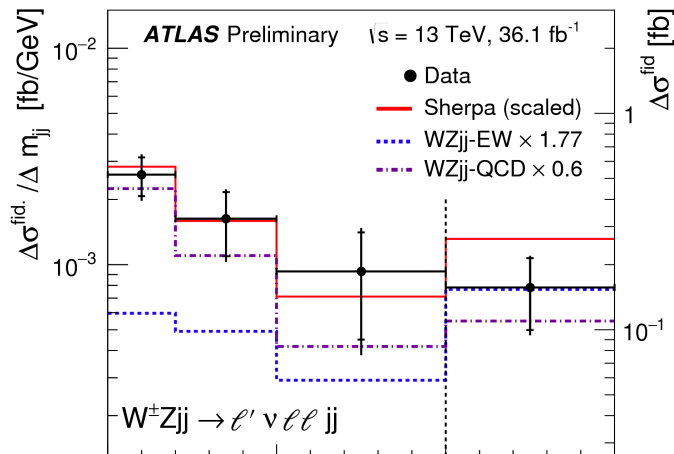 ATLAS Preliminary √s = 13 TeV, 36.1 fb⁻¹
Data
Sherpa (scaled)
WZjj-EW × 1.77
WZjj-QCD × 0.6
Δσ^fid. / Δ m_jj [fb/GeV]
10⁻²
10⁻³
Δσ^fid [fb]
1
10⁻¹
W^±Zjj → ℓ′ ν ℓℓ jj